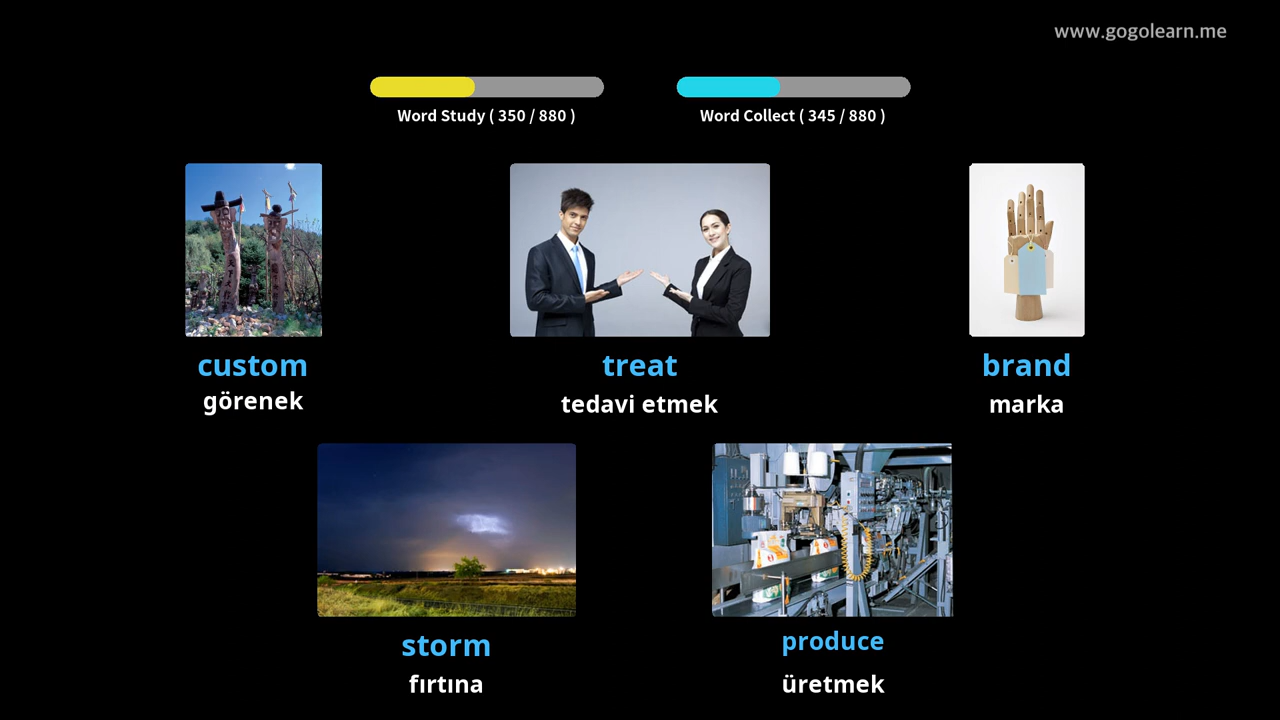 www.gogolearn.me
Word Study ( 350 / 880 )
Word Collect ( 345 / 880 )
custom
görenek
treat
tedavi etmek
brand
marka
storm
fırtına
produce
üretmek